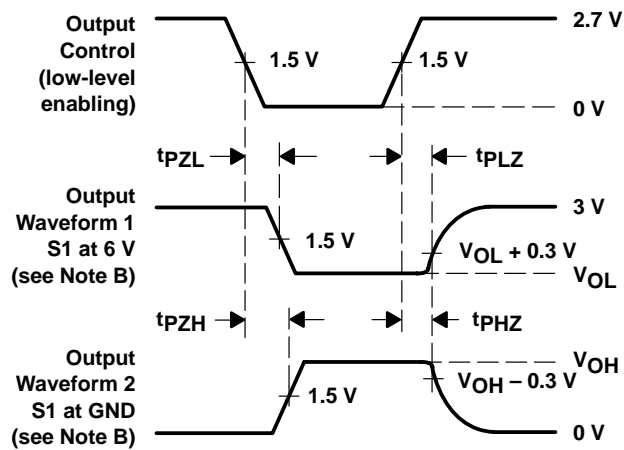 Output
Control
(low-level
enabling)
1.5 V
1.5 V
2.7 V
0 V
tPZL
tPLZ
Output
Waveform 1
S1 at 6 V
(see Note B)
1.5 V
3 V
VOL + 0.3 V
VOL
tPZH
tPHZ
Output
Waveform 2
S1 at GND
(see Note B)
1.5 V
VOH
VOH – 0.3 V
0 V